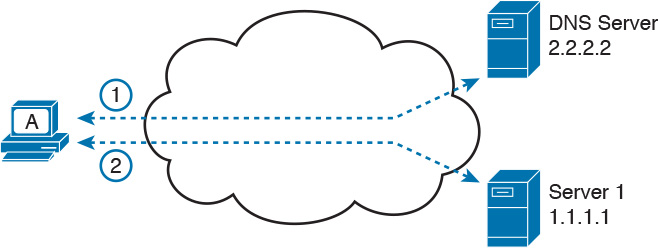 DNS Server
2.2.2.2
1
A
2
Server 1
1.1.1.1